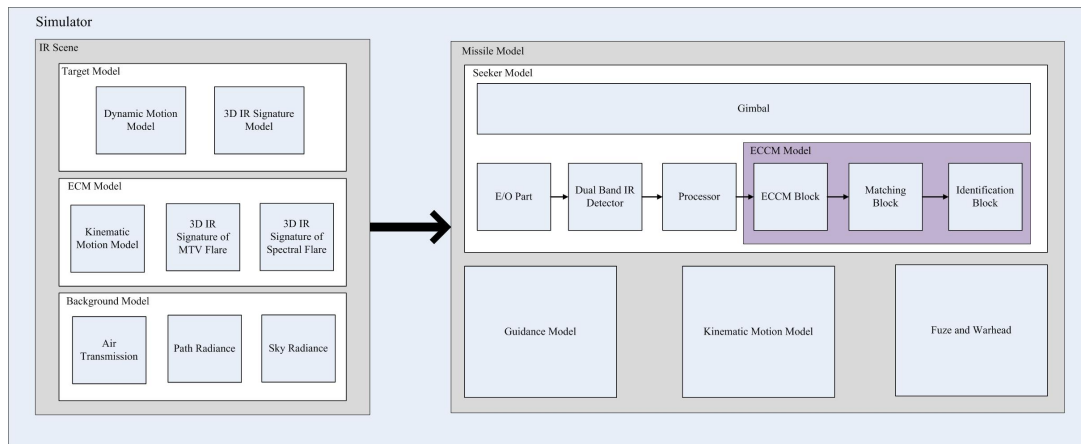 Simulator
IR Scene
Target Model
Dynamic Motion
Model
3D IR Signature
Model
ECM Model
Kinematic
Motion Model
3D IR
Signature of
MTV Flare
3D IR
Signature of
Spectral Flare
Background Model
Air
Transmission
Path Radiance
Sky Radiance
Missile Model
Seeker Model
Gimbal
E/O Part
Dual Band IR
Detector
Processor
ECCM Model
ECCM Block
Matching
Block
Identification
Block
Guidance Model
Kinematic Motion Model
Fuze and Warhead